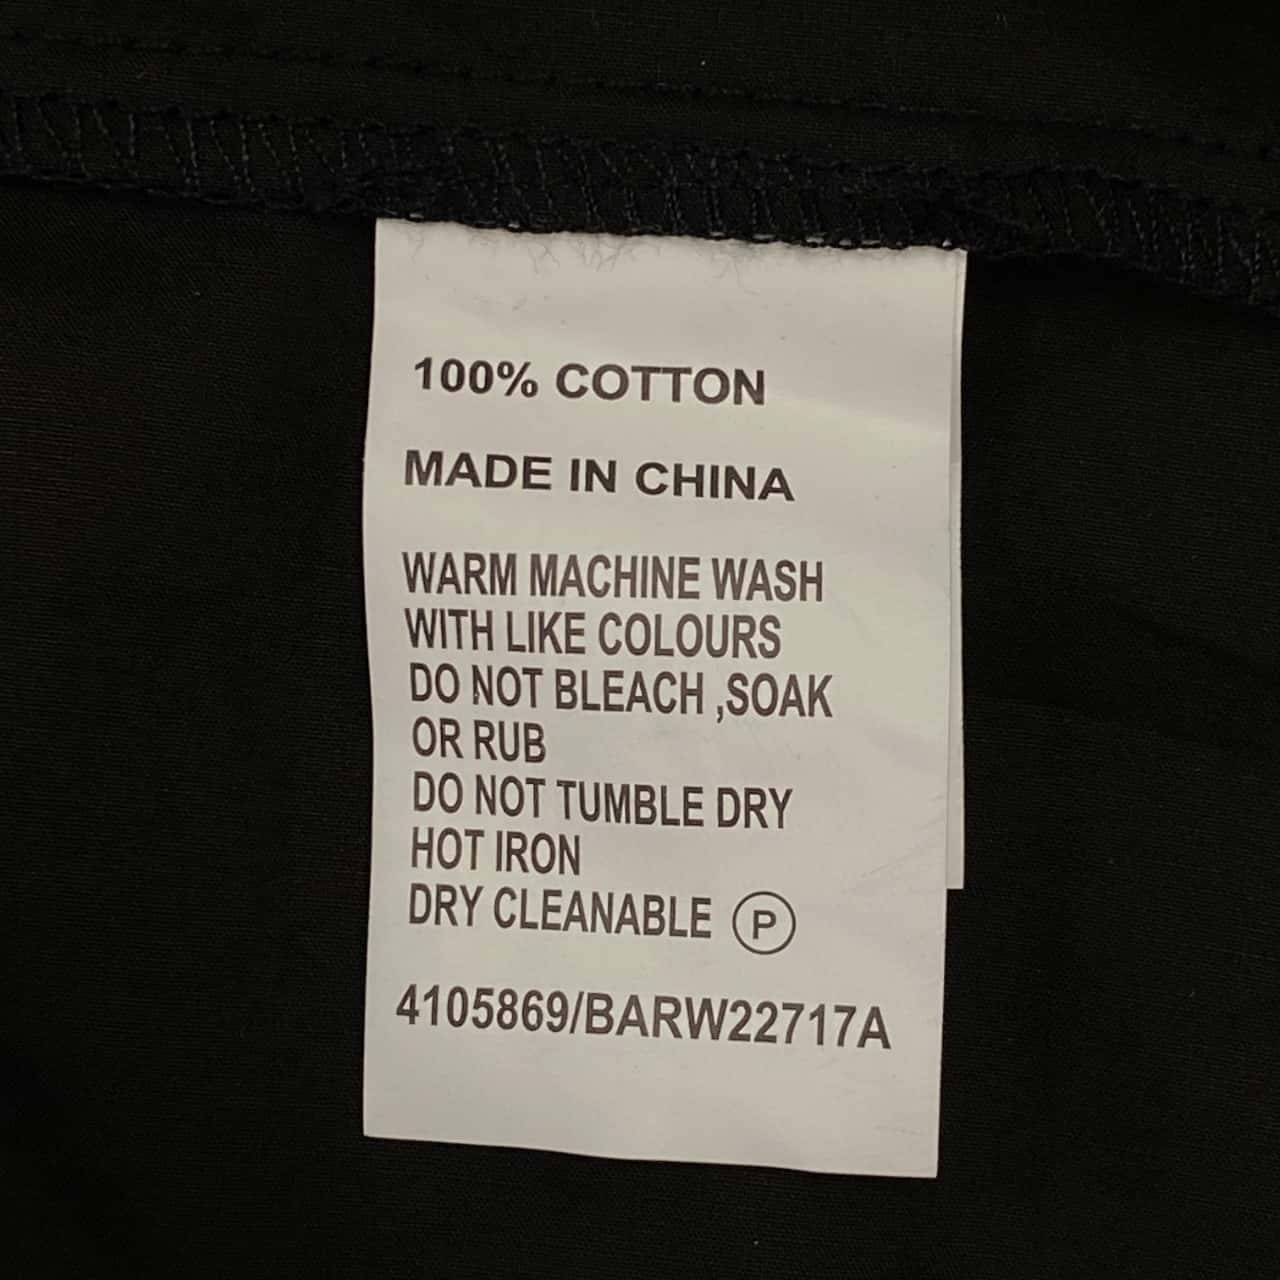 100% COTTON
MADE IN CHINA
WARM MACHINE WASH
WITH LIKE COLOURS
DO NOT BLEACH ,SOAK
OR RUB
DO NOT TUMBLE DRY
HOT IRON
DRY CLEANABLE Ⓟ
4105869/BARW22717A